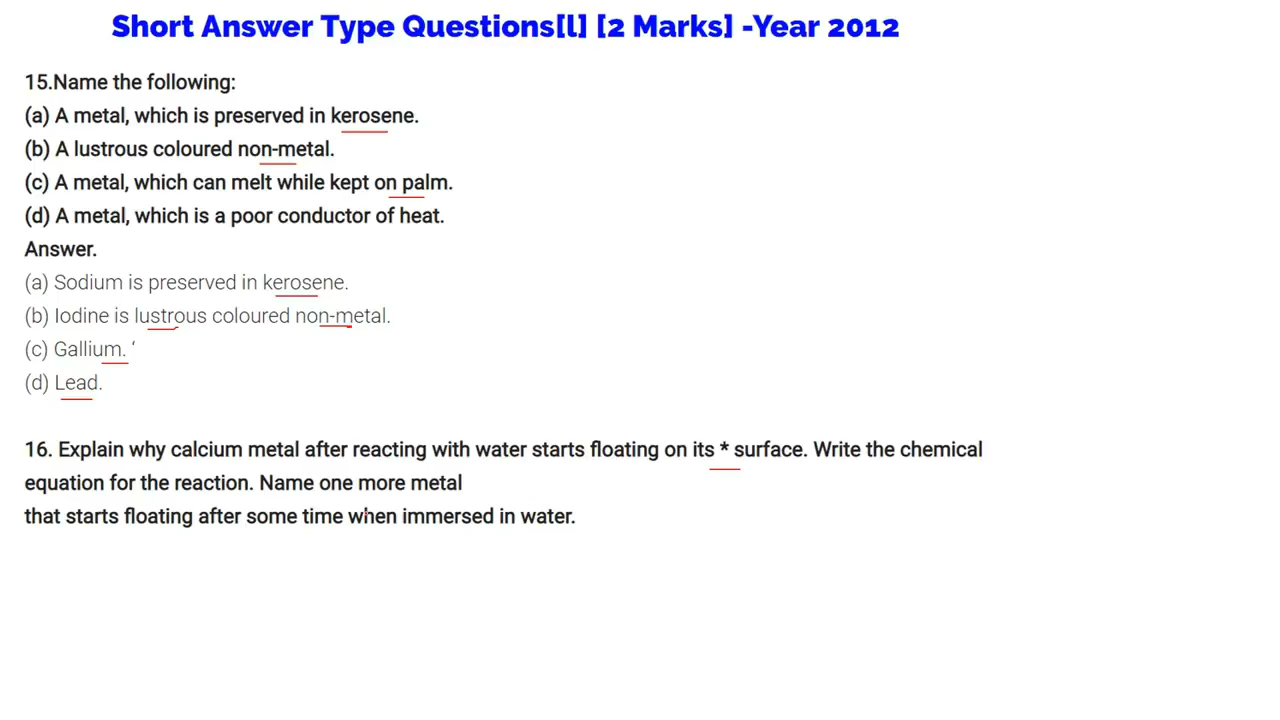 Short Answer Type Questions[l] [2 Marks] -Year 2012
15.Name the following:
(a) A metal, which is preserved in kerosene.
(b) A lustrous coloured non-metal.
(c) A metal, which can melt while kept on palm.
(d) A metal, which is a poor conductor of heat.
Answer.
(a) Sodium is preserved in kerosene.
(b) Iodine is lustrous coloured non-metal.
(c) Gallium. ‘
(d) Lead.
16. Explain why calcium metal after reacting with water starts floating on its * surface. Write the chemical
equation for the reaction. Name one more metal
that starts floating after some time when immersed in water.